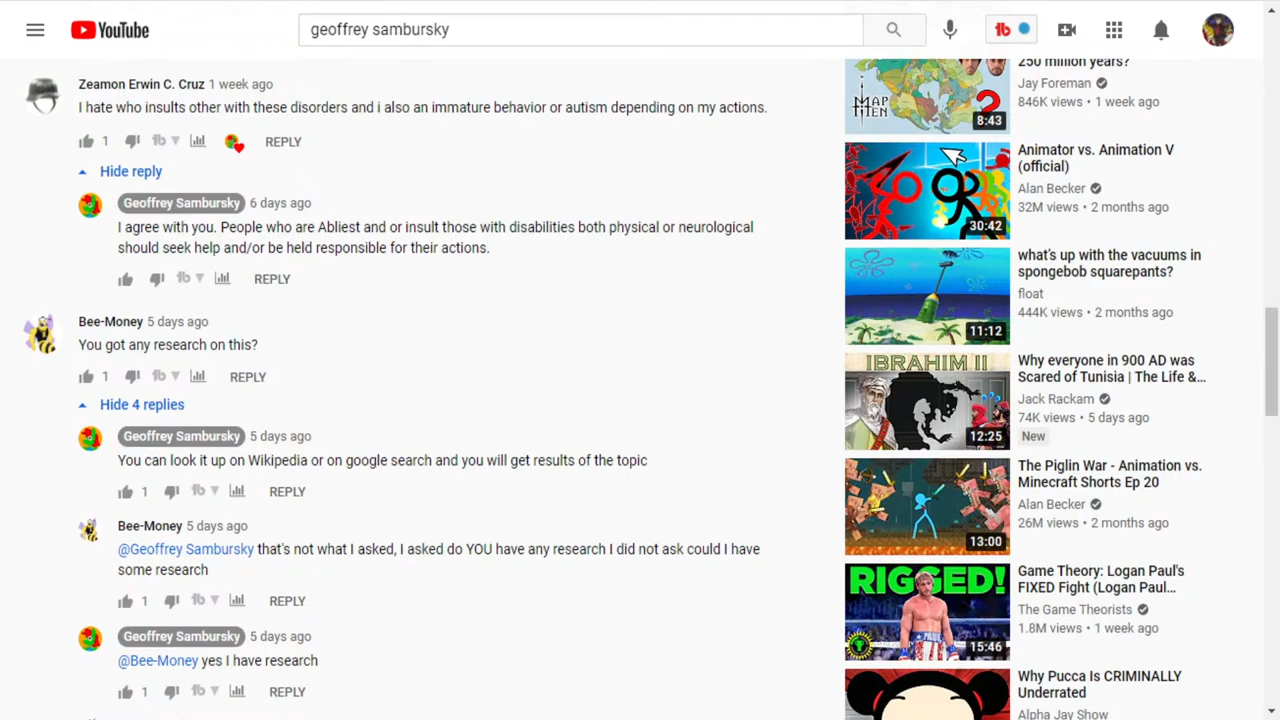 YouTube
geoffrey sambursky
tb
Zeamon Erwin C. Cruz 1 week ago
I hate who insults other with their disorders and i also an immature behavior or autism depending on my actions.
1 tb REPLY
Hide reply
Geoffrey Sambursky 6 days ago
I agree with you. People who are Abliest and or insult those with disabilities both physical or neurological
should seek help and/or be held responsible for their actions.
tb REPLY
Bee-Money 5 days ago
You got any research on this?
1 tb REPLY
Hide 4 replies
Geoffrey Sambursky 5 days ago
You can look it up on Wikipedia or on google search and you will get results of the topic
1 tb REPLY
Bee-Money 5 days ago
@Geoffrey Sambursky that's not what I asked, I asked do YOU have any research I did not ask could I have
some research
1 tb REPLY
Geoffrey Sambursky 5 days ago
@Bee-Money yes I have research
1 tb REPLY
MAP
MEN
?
8:43
250 million years?
Jay Foreman
846K views • 1 week ago
30:42
Animator vs. Animation V
(official)
Alan Becker
32M views • 2 months ago
11:12
what's up with the vacuums in
spongebob squarepants?
float
444K views • 2 months ago
IBRAHIM II
12:25
Why everyone in 900 AD was
Scared of Tunisia | The Life &...
Jack Rackam
74K views • 5 days ago
New
13:00
The Piglin War - Animation vs.
Minecraft Shorts Ep 20
Alan Becker
26M views • 2 months ago
RIGGED!
15:46
Game Theory: Logan Paul's
FIXED Fight (Logan Paul...
The Game Theorists
1.8M views • 1 week ago
Why Pucca Is CRIMINALLY
Underrated
Alpha Jay Show